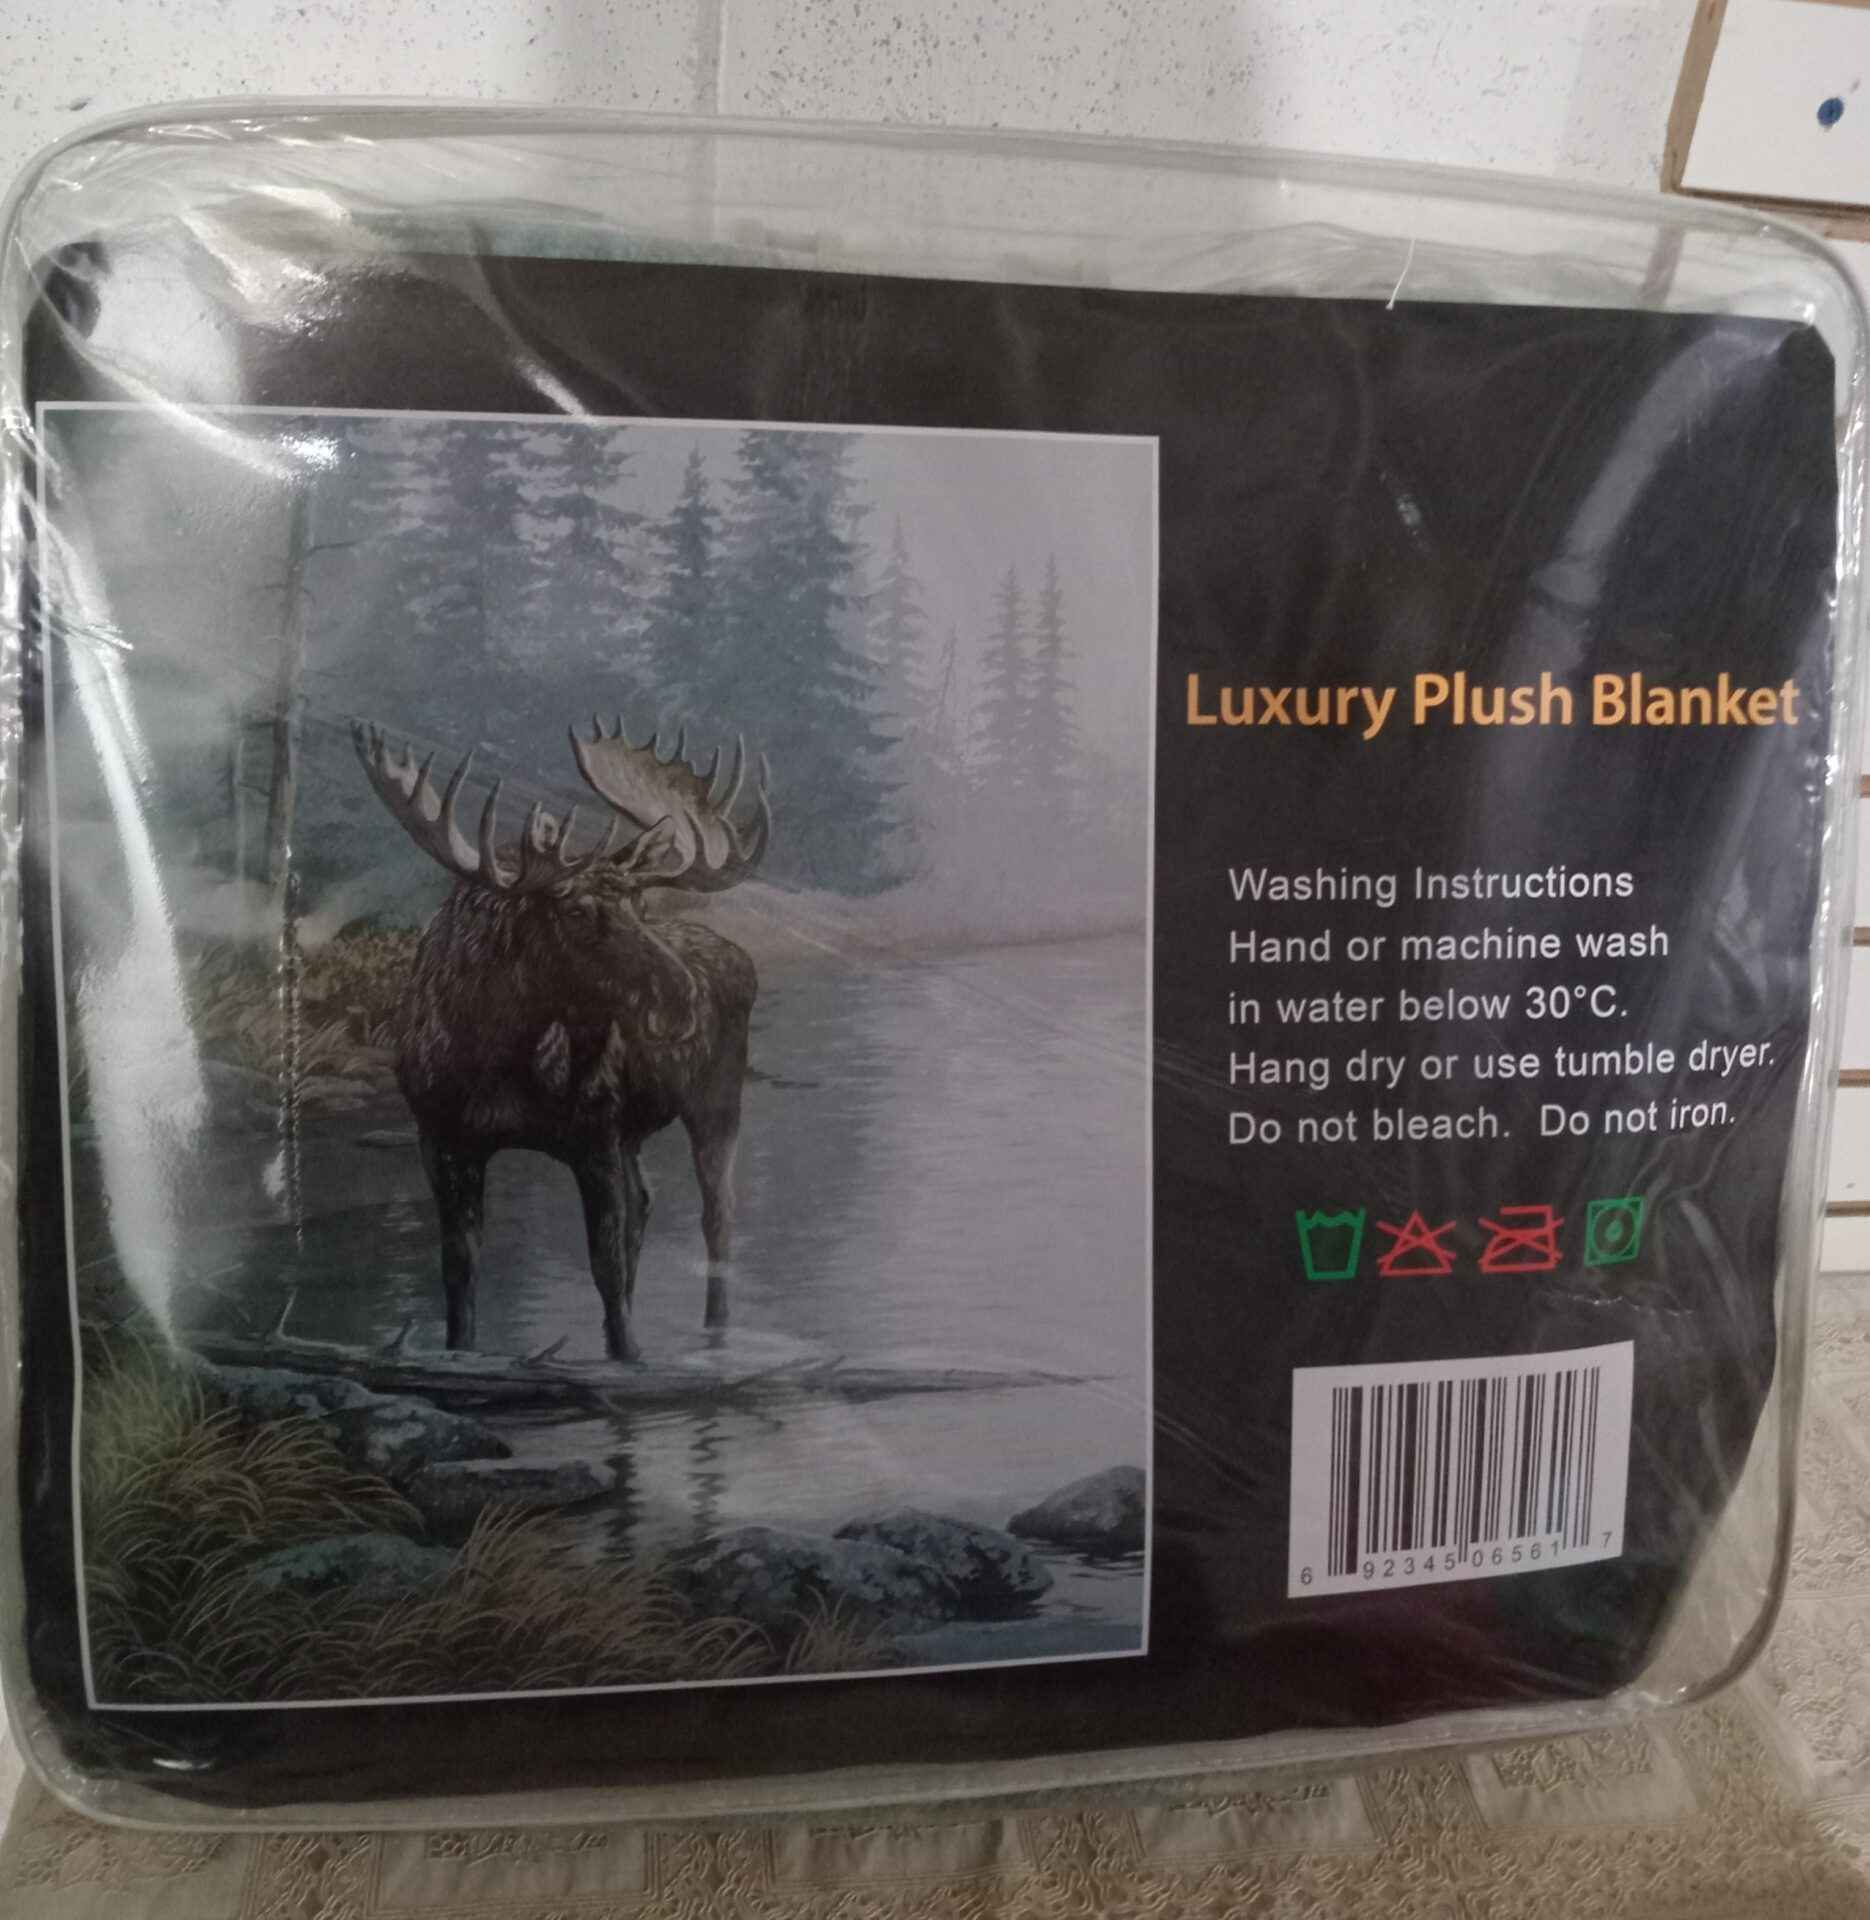 Luxury Plush Blanket
Washing Instructions
Hand or machine wash
in water below 30°C.
Hang dry or use tumble dryer.
Do not bleach.  Do not iron.
6 92345 06561 7